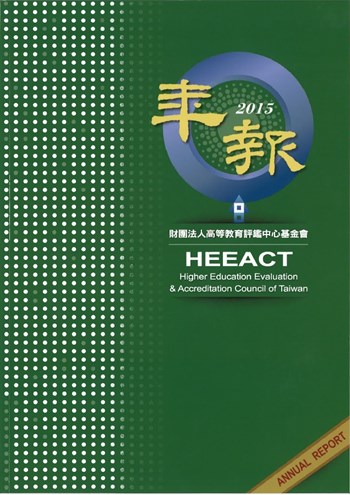 年報
2015
財團法人高等教育評鑑中心基金會
HEEACT
Higher Education Evaluation
& Accreditation Council of Taiwan
ANNUAL REPORT